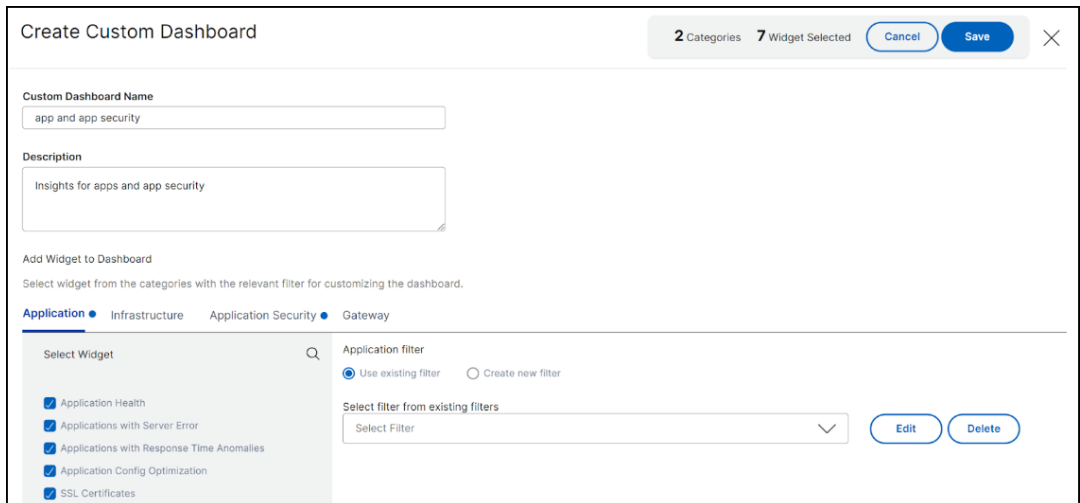 Create Custom Dashboard
2 Categories 7 Widget Selected Cancel Save
Custom Dashboard Name
app and app security
Description
Insights for apps and app security
Add Widget to Dashboard
Select widget from the categories with the relevant filter for customizing the dashboard.
Application Infrastructure Application Security Gateway
Select Widget
Application Health
Applications with Server Error
Applications with Response Time Anomalies
Application Config Optimization
SSL Certificates
Application filter
Use existing filter Create new filter
Select filter from existing filters
Select Filter Edit Delete